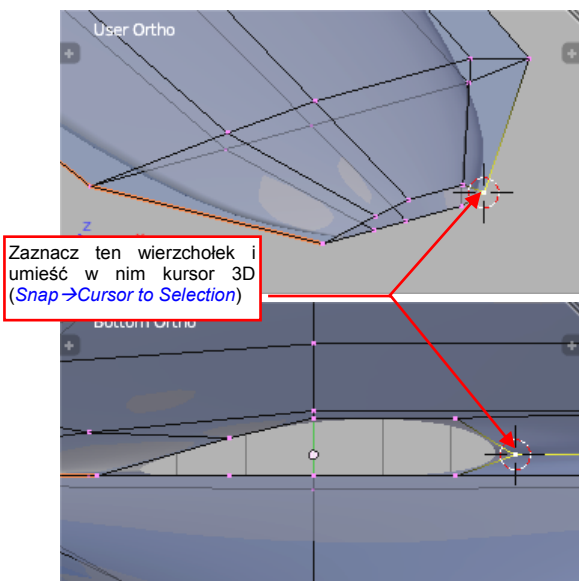 User Ortho
z
Zaznacz ten wierzchołek i
umieść w nim kursor 3D
(Snap→Cursor to Selection)
Bottom Ortho